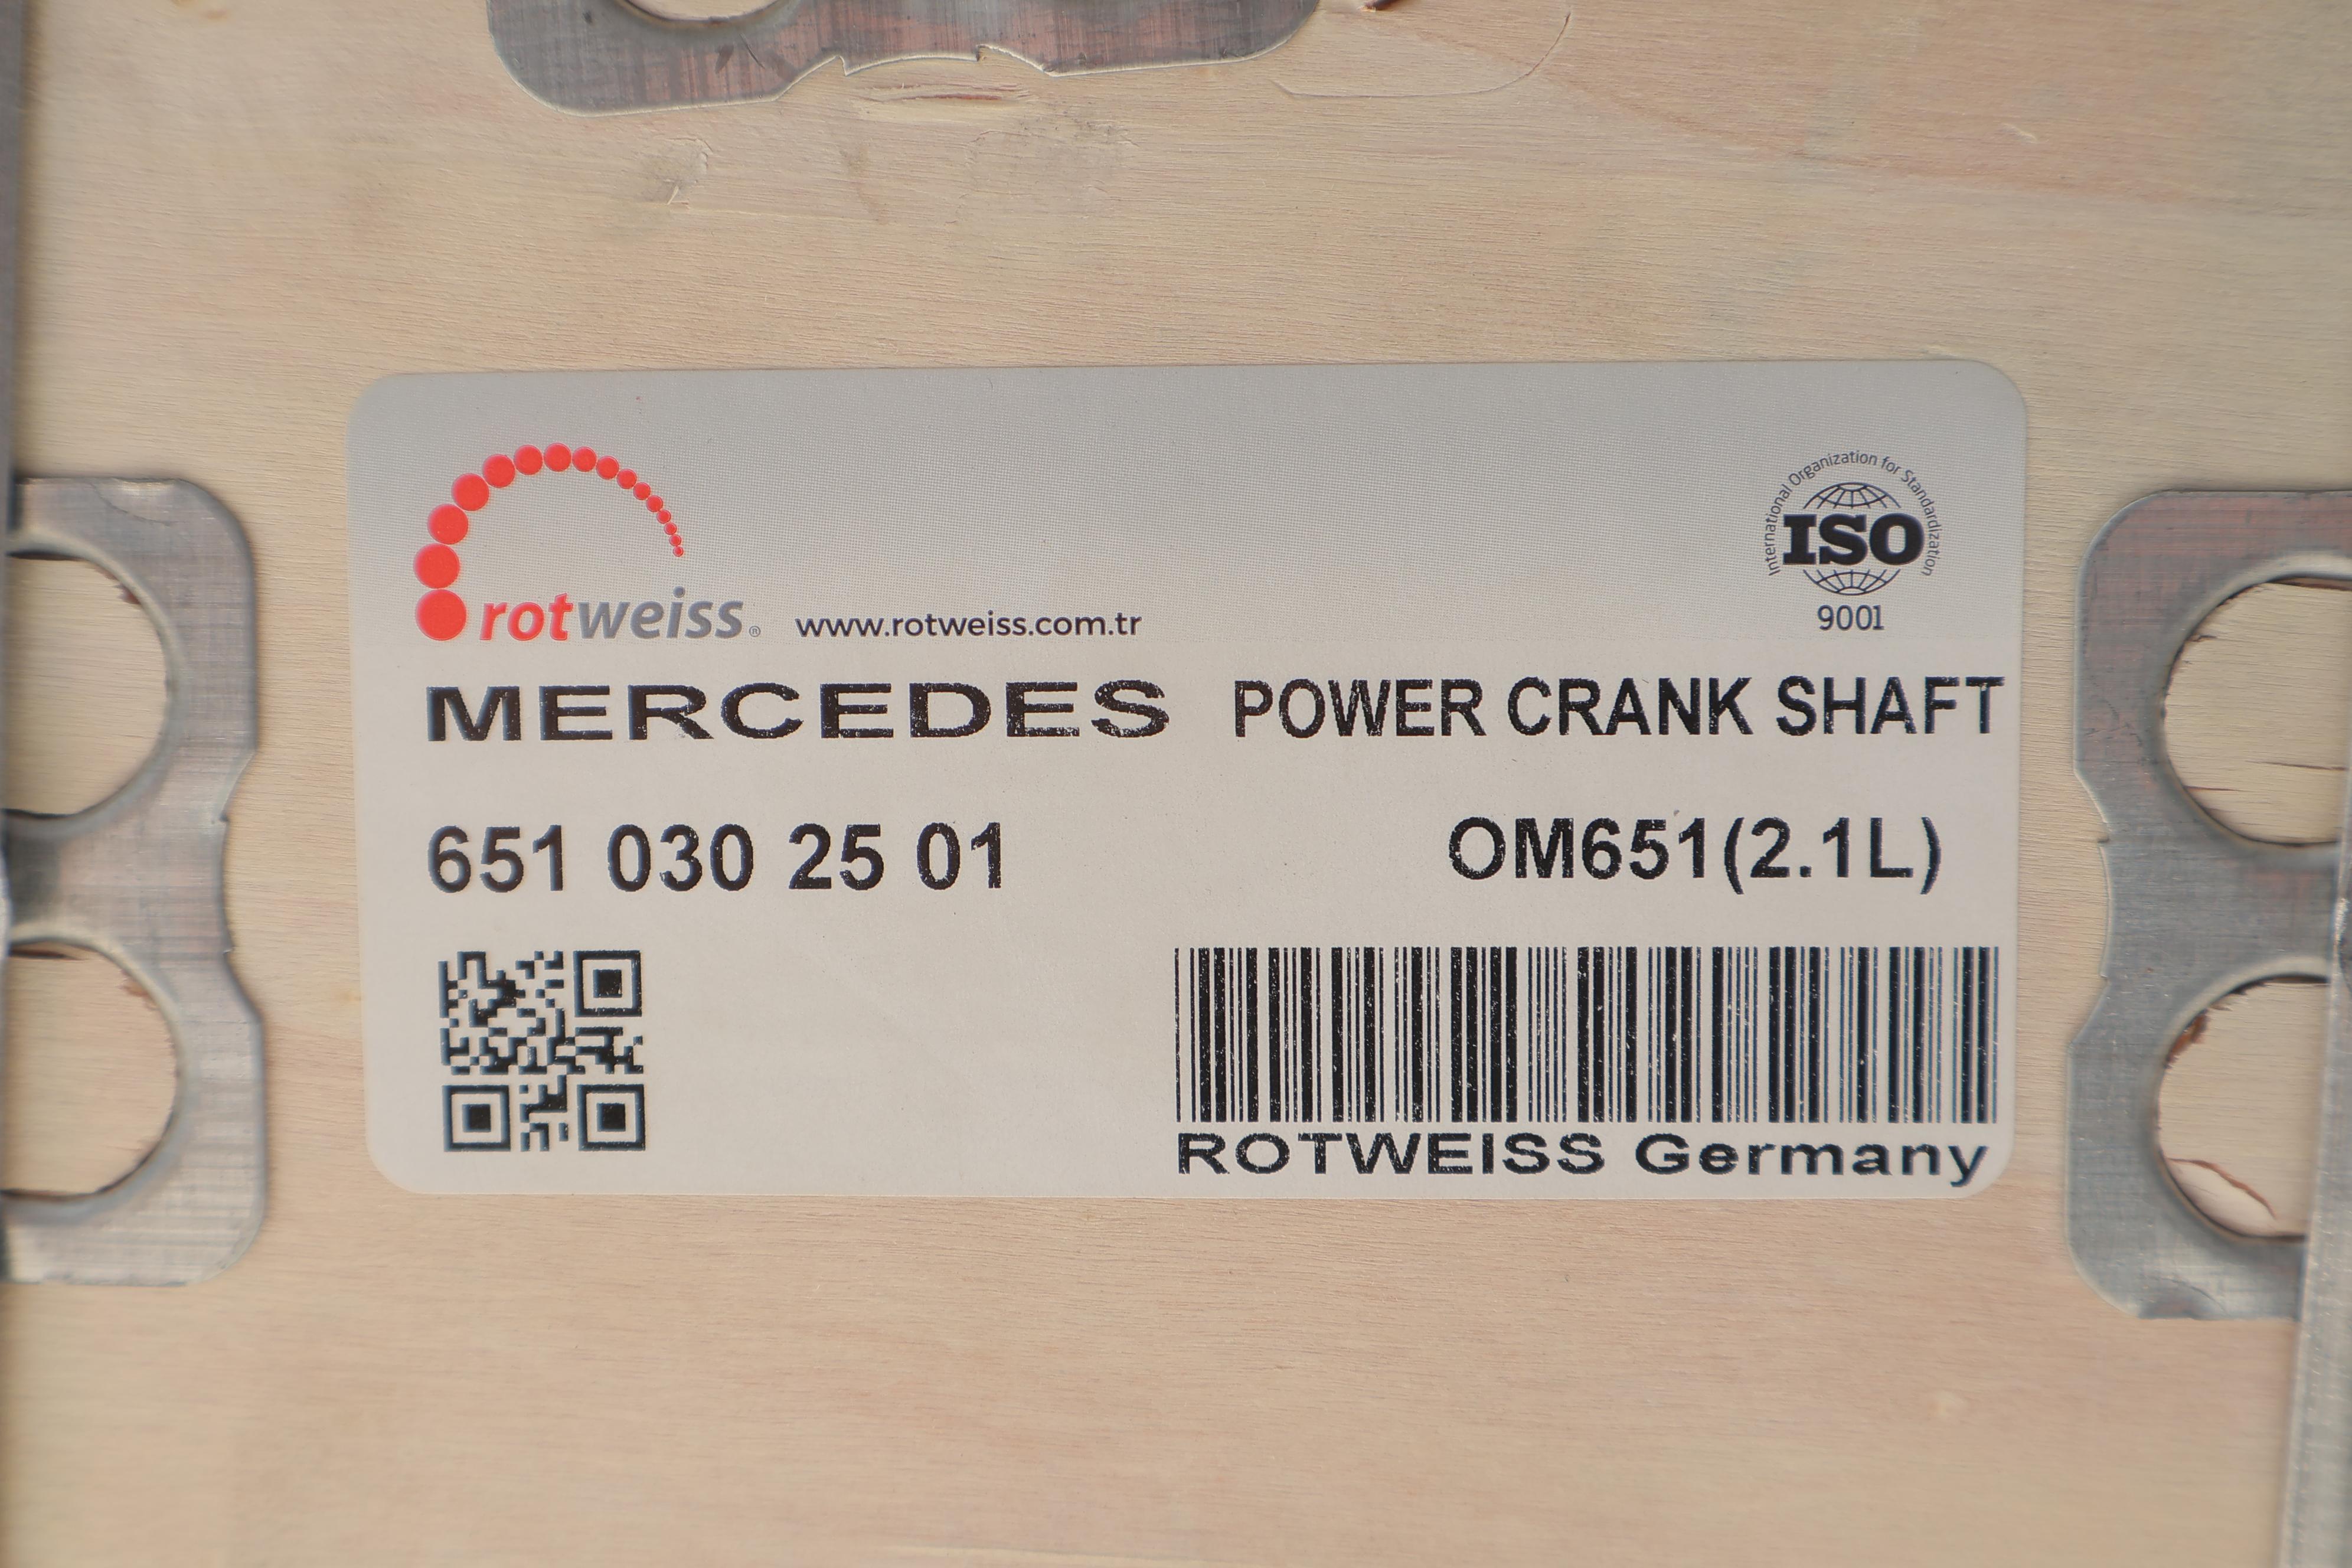 International Organization for Standardization
ISO
9001
rotweiss® www.rotweiss.com.tr
MERCEDES POWER CRANK SHAFT
651 030 25 01 OM651(2.1L)
ROTWEISS Germany